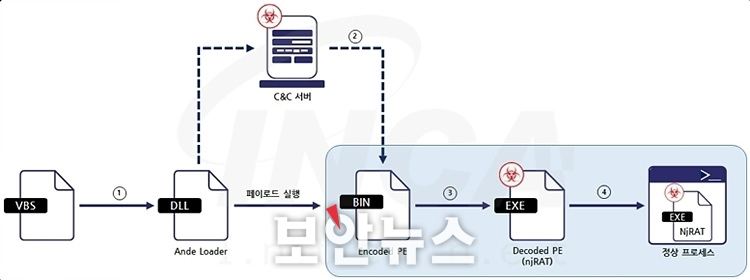 C&C 서버
②
INCA
VBS
①
DLL
Ande Loader
페이로드 실행
BIN
Encoded PE
③
EXE
Decoded PE
(njRAT)
④
>_
EXE
NjRAT
정상 프로세스
보안뉴스